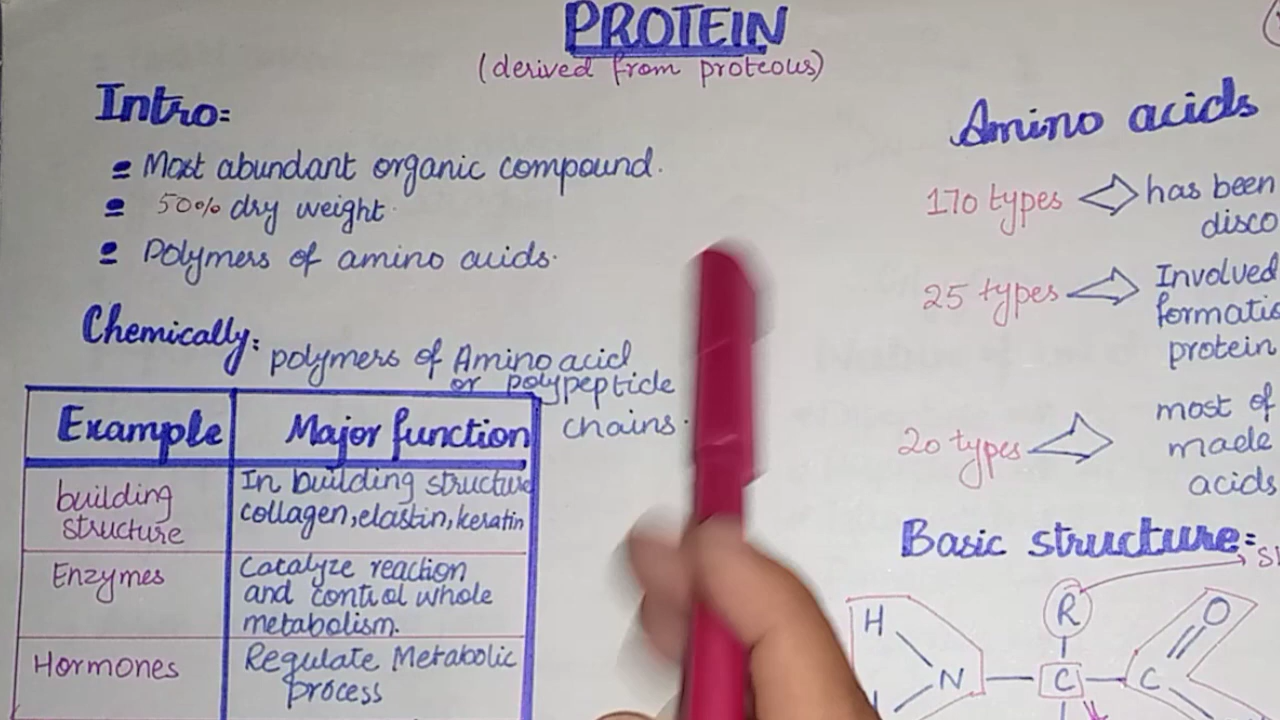 PROTEIN
(derived from proteous)
Intro:
Most abundant organic compound.
50% dry weight.
Polymers of amino acids.
Chemically: polymers of Amino acid
or polypeptide
chains.
Example Major function
building
structure
In building structure
collagen, elastin, keratin
Enzymes
Catalyze reaction
and control whole
metabolism.
Hormones
Regulate Metabolic
process
Amino acids
170 types has been
disco
25 types Involved
formatio
protein
20 types most of
made
acids
Basic structure:
R
H
O
N C C